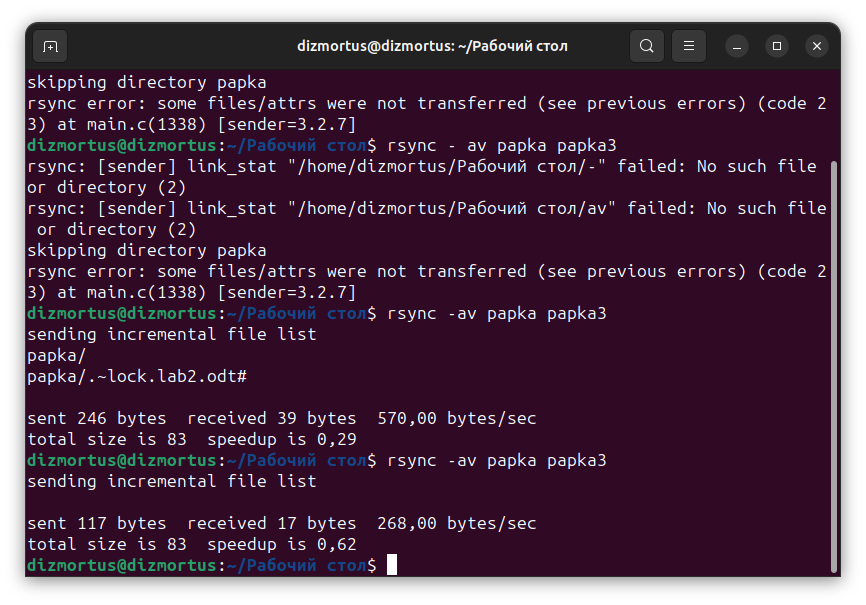 dizmortus@dizmortus: ~/Рабочий стол
skipping directory papka
rsync error: some files/attrs were not transferred (see previous errors) (code 2
3) at main.c(1338) [sender=3.2.7]
dizmortus@dizmortus:~/Рабочий стол$ rsync - av papka papka3
rsync: [sender] link_stat "/home/dizmortus/Рабочий стол/-" failed: No such file
or directory (2)
rsync: [sender] link_stat "/home/dizmortus/Рабочий стол/av" failed: No such file
 or directory (2)
skipping directory papka
rsync error: some files/attrs were not transferred (see previous errors) (code 2
3) at main.c(1338) [sender=3.2.7]
dizmortus@dizmortus:~/Рабочий стол$ rsync -av papka papka3
sending incremental file list
papka/
papka/.~lock.lab2.odt#

sent 246 bytes  received 39 bytes  570,00 bytes/sec
total size is 83  speedup is 0,29
dizmortus@dizmortus:~/Рабочий стол$ rsync -av papka papka3
sending incremental file list

sent 117 bytes  received 17 bytes  268,00 bytes/sec
total size is 83  speedup is 0,62
dizmortus@dizmortus:~/Рабочий стол$